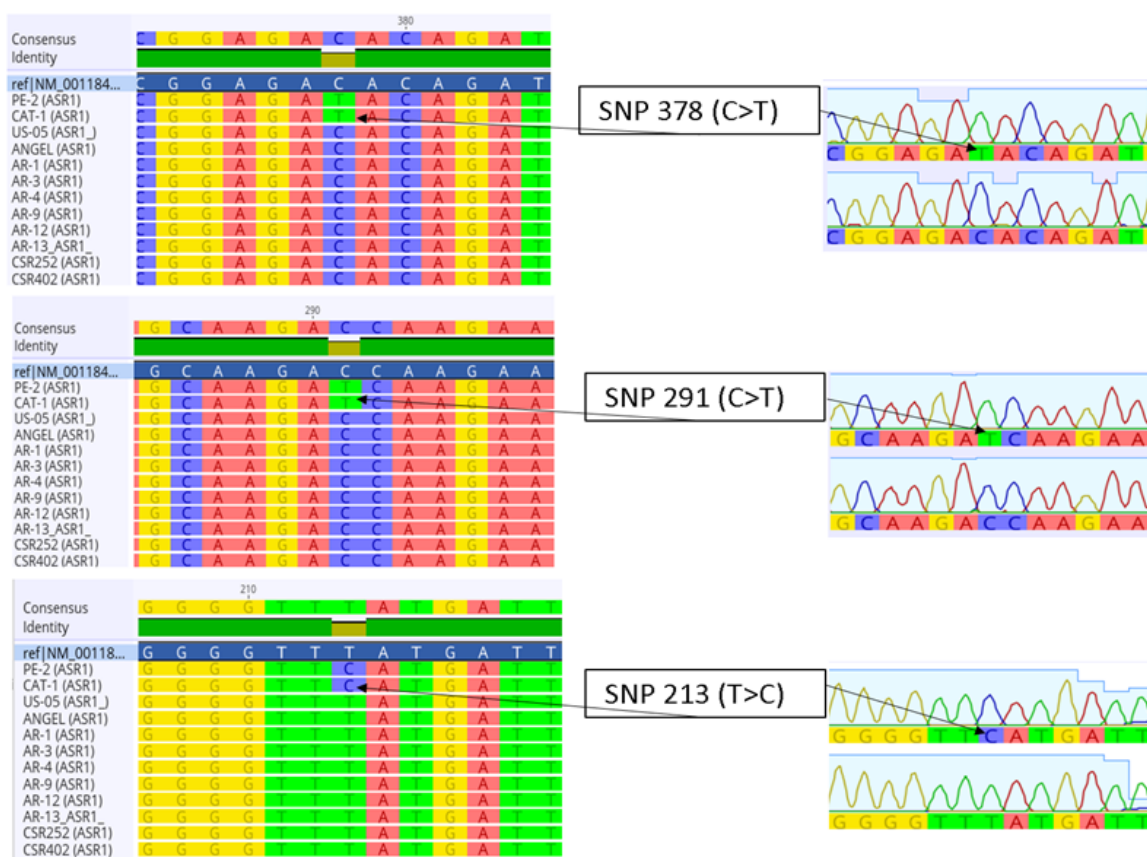 380
Consensus C G G A G A C A C A G A T
Identity
ref|NM_001184... C G G A G A C A C A G A T
PE-2 (ASR1) C G G A G A T A C A G A T
CAT-1 (ASR1) C G G A G A T A C A G A T
US-05 (ASR1_) C G G A G A C A C A G A T
ANGEL (ASR1) C G G A G A C A C A G A T
AR-1 (ASR1) C G G A G A C A C A G A T
AR-3 (ASR1) C G G A G A C A C A G A T
AR-4 (ASR1) C G G A G A C A C A G A T
AR-9 (ASR1) C G G A G A C A C A G A T
AR-12 (ASR1) C G G A G A C A C A G A T
AR-13_ASR1_ C G G A G A C A C A G A T
CSR252 (ASR1) C G G A G A C A C A G A T
CSR402 (ASR1) C G G A G A C A C A G A T
SNP 378 (C>T)
C G G A G A T A C A G A T
C G G A G A C A C A G A T
290
Consensus G C A A G A C C A A G A A
Identity
ref|NM_001184... G C A A G A C C A A G A A
PE-2 (ASR1) G C A A G A T C A A G A A
CAT-1 (ASR1) G C A A G A T C A A G A A
US-05 (ASR1_) G C A A G A C C A A G A A
ANGEL (ASR1) G C A A G A C C A A G A A
AR-1 (ASR1) G C A A G A C C A A G A A
AR-3 (ASR1) G C A A G A C C A A G A A
AR-4 (ASR1) G C A A G A C C A A G A A
AR-9 (ASR1) G C A A G A C C A A G A A
AR-12 (ASR1) G C A A G A C C A A G A A
AR-13_ASR1_ G C A A G A C C A A G A A
CSR252 (ASR1) G C A A G A C C A A G A A
CSR402 (ASR1) G C A A G A C C A A G A A
SNP 291 (C>T)
G C A A G A T C A A G A A
G C A A G A C C A A G A A
210
Consensus G G G G T T T A T G A T T
Identity
ref|NM_00118... G G G G T T T A T G A T T
PE-2 (ASR1) G G G G T T C A T G A T T
CAT-1 (ASR1) G G G G T T C A T G A T T
US-05 (ASR1_) G G G G T T T A T G A T T
ANGEL (ASR1) G G G G T T T A T G A T T
AR-1 (ASR1) G G G G T T T A T G A T T
AR-3 (ASR1) G G G G T T T A T G A T T
AR-4 (ASR1) G G G G T T T A T G A T T
AR-9 (ASR1) G G G G T T T A T G A T T
AR-12 (ASR1) G G G G T T T A T G A T T
AR-13_ASR1_ G G G G T T T A T G A T T
CSR252 (ASR1) G G G G T T T A T G A T T
CSR402 (ASR1) G G G G T T T A T G A T T
SNP 213 (T>C)
G G G G T T C A T G A T T
G G G G T T T A T G A T T